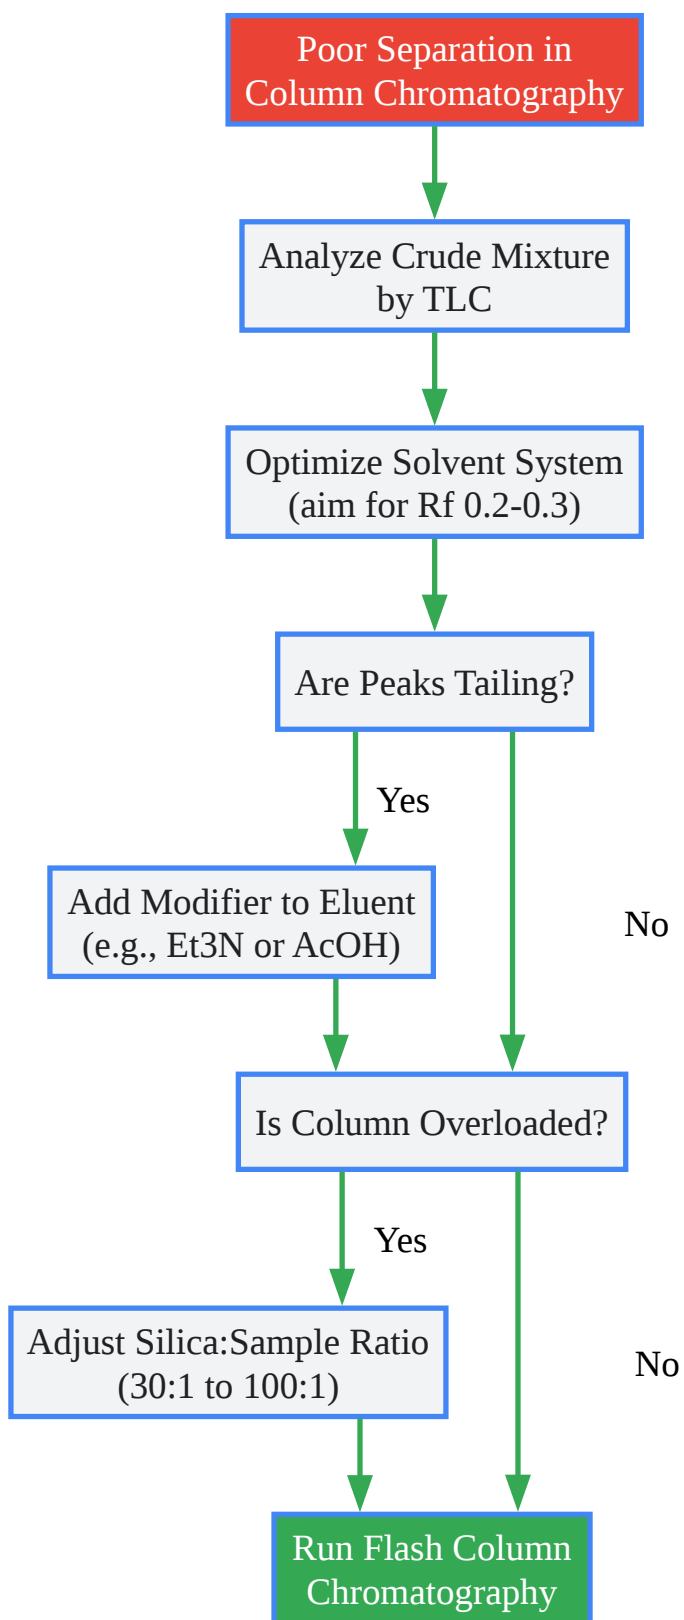 Poor Separation in
Column Chromatography
Analyze Crude Mixture
by TLC
Optimize Solvent System
(aim for Rf 0.2-0.3)
Are Peaks Tailing?
Yes
Add Modifier to Eluent
(e.g., Et3N or AcOH)
No
Is Column Overloaded?
Yes
Adjust Silica:Sample Ratio
(30:1 to 100:1)
No
Run Flash Column
Chromatography